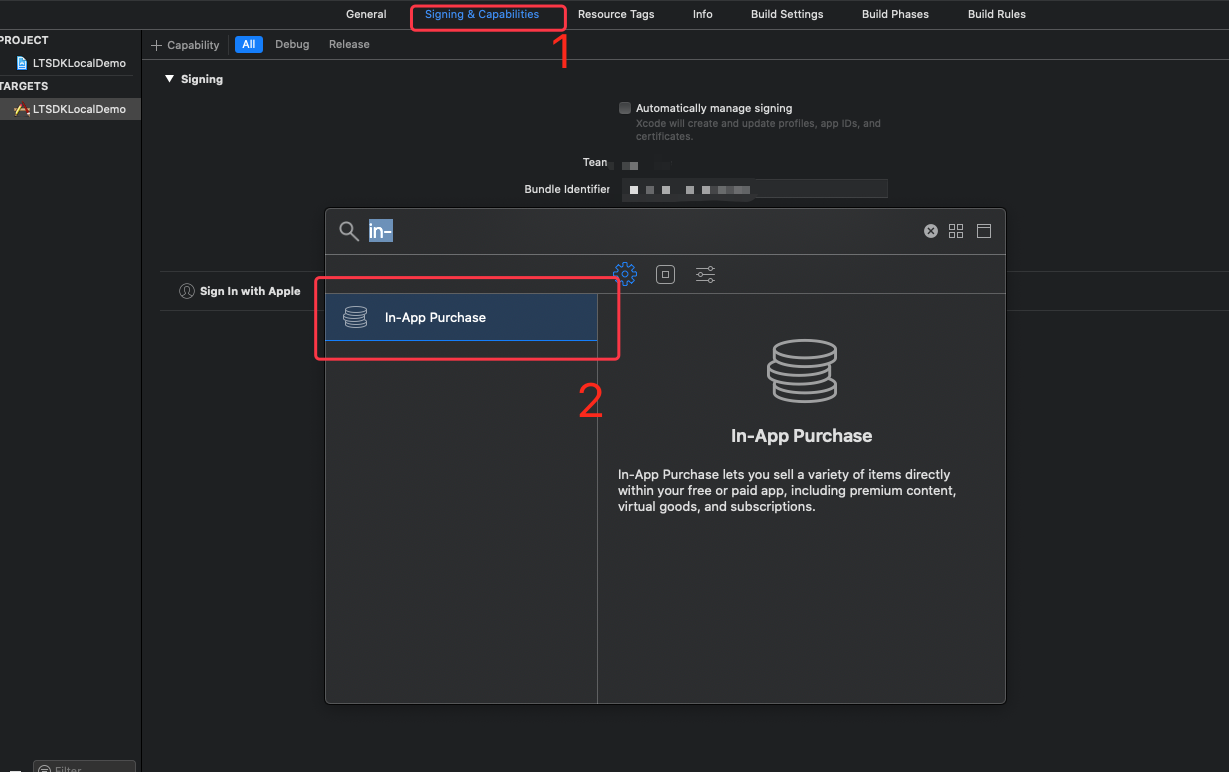 General
Signing & Capabilities
Resource Tags
Info
Build Settings
Build Phases
Build Rules
1
PROJECT
LTSDKLocalDemo
TARGETS
LTSDKLocalDemo
+ Capability
All
Debug
Release
Signing
Automatically manage signing
Xcode will create and update profiles, app IDs, and
certificates.
Bundle Identifier
Sign In with Apple
in-
In-App Purchase
2
In-App Purchase
In-App Purchase lets you sell a variety of items directly
within your free or paid app, including premium content,
virtual goods, and subscriptions.
Filter